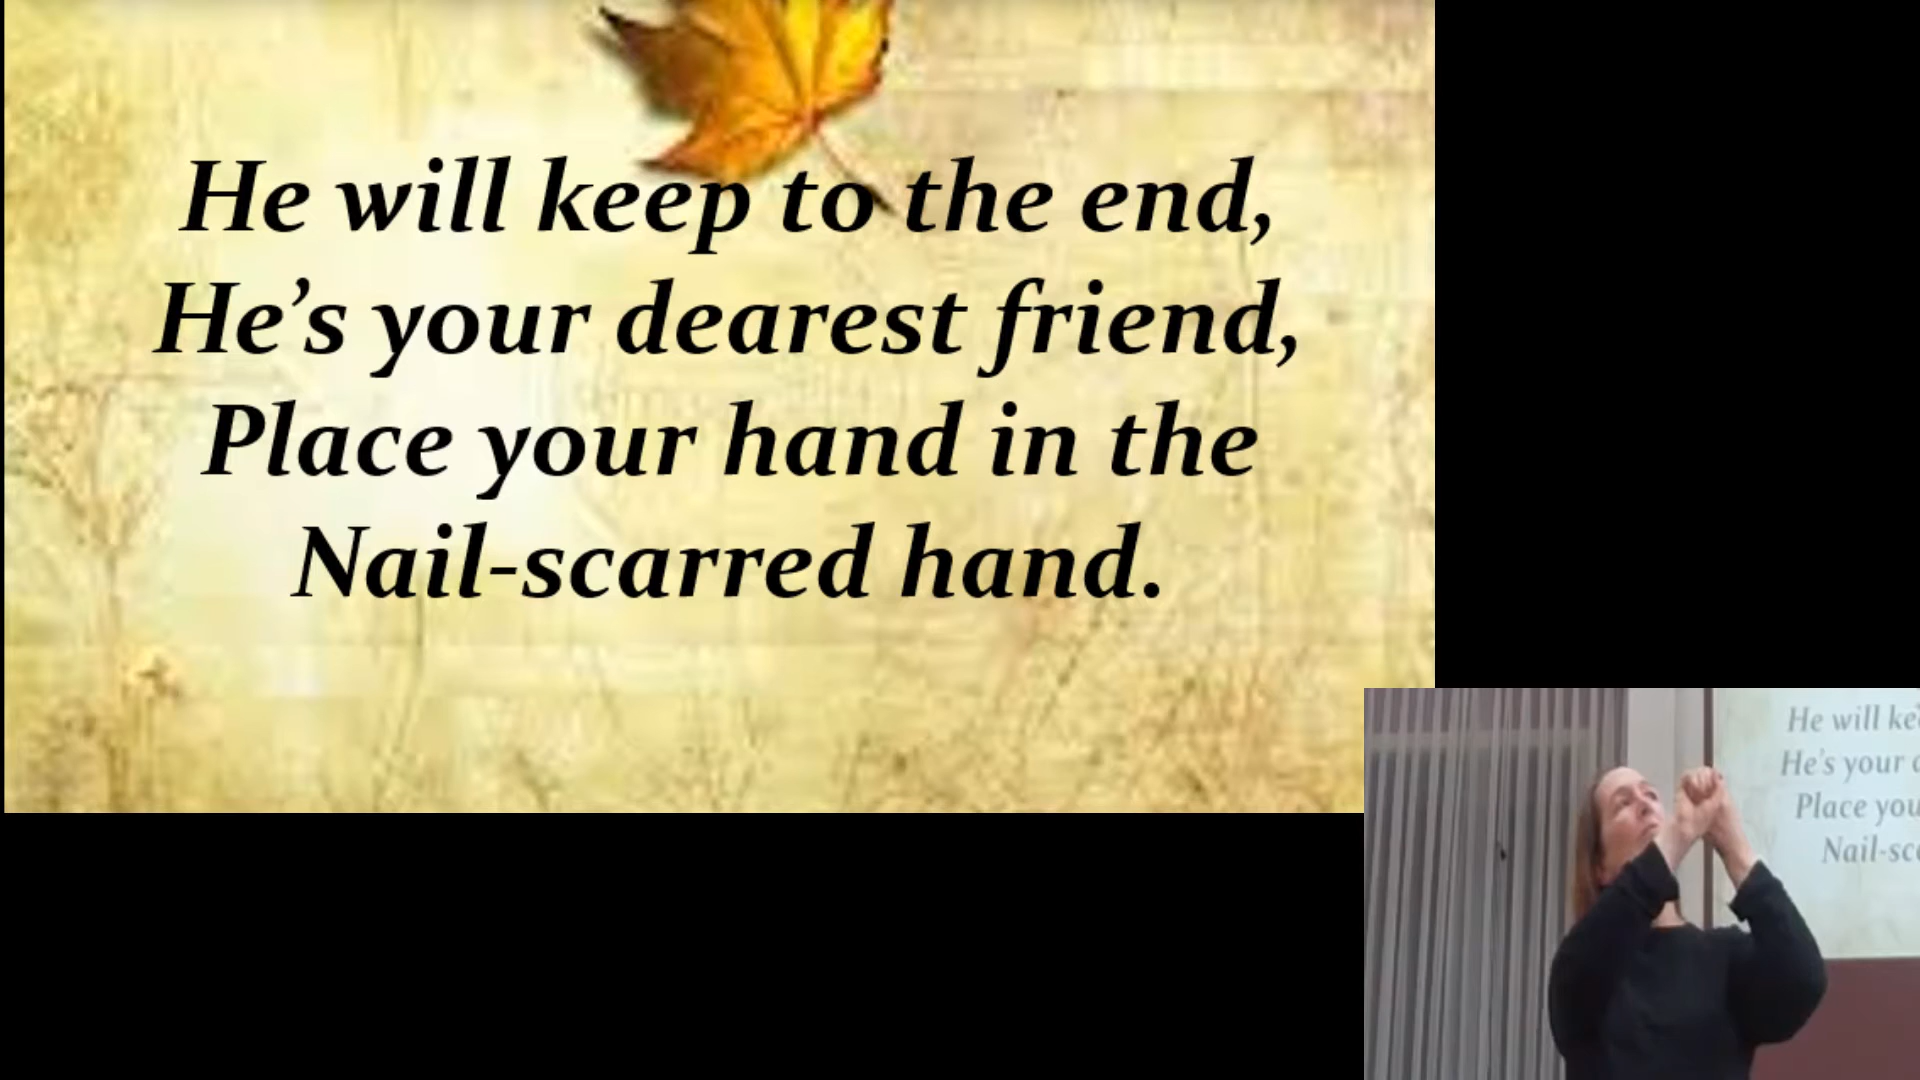 He will keep to the end,
He's your dearest friend,
Place your hand in the
Nail-scarred hand.
He will ke
He's your
Place you
Nail-sc